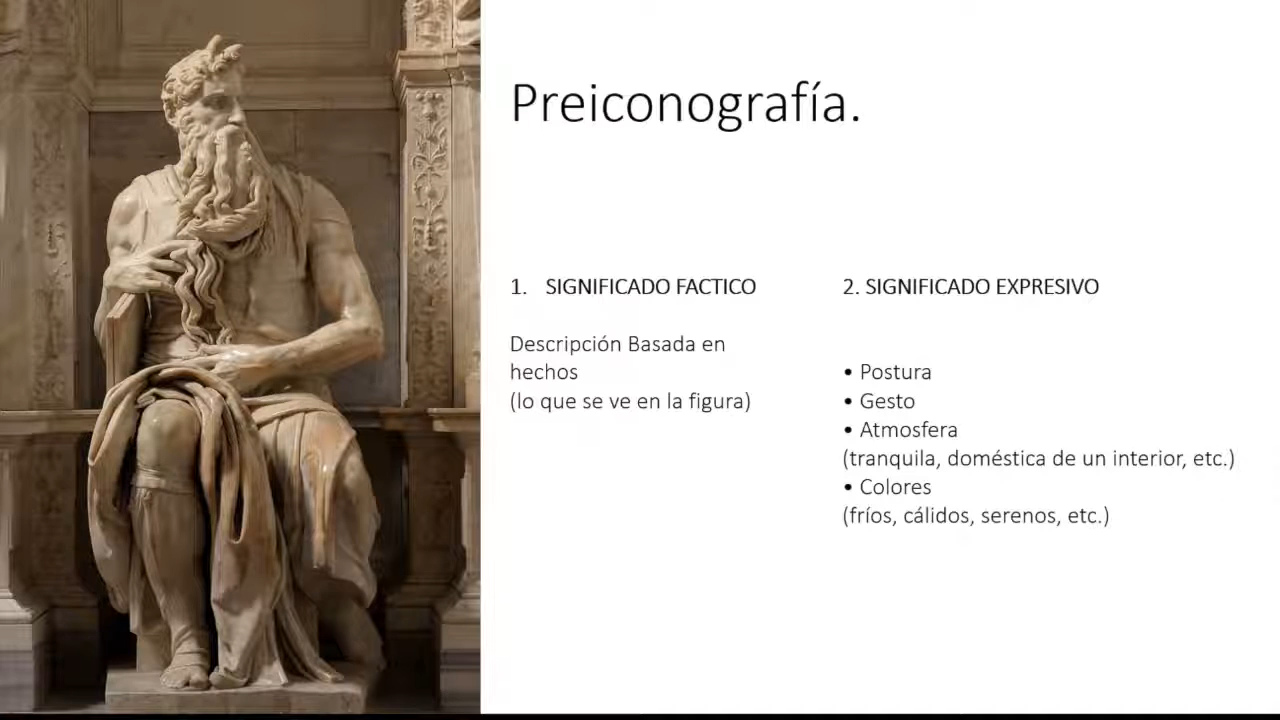 Preiconografía.
1. SIGNIFICADO FACTICO
Descripción Basada en
hechos
(lo que se ve en la figura)
2. SIGNIFICADO EXPRESIVO
• Postura
• Gesto
• Atmosfera
(tranquila, doméstica de un interior, etc.)
• Colores
(fríos, cálidos, serenos, etc.)